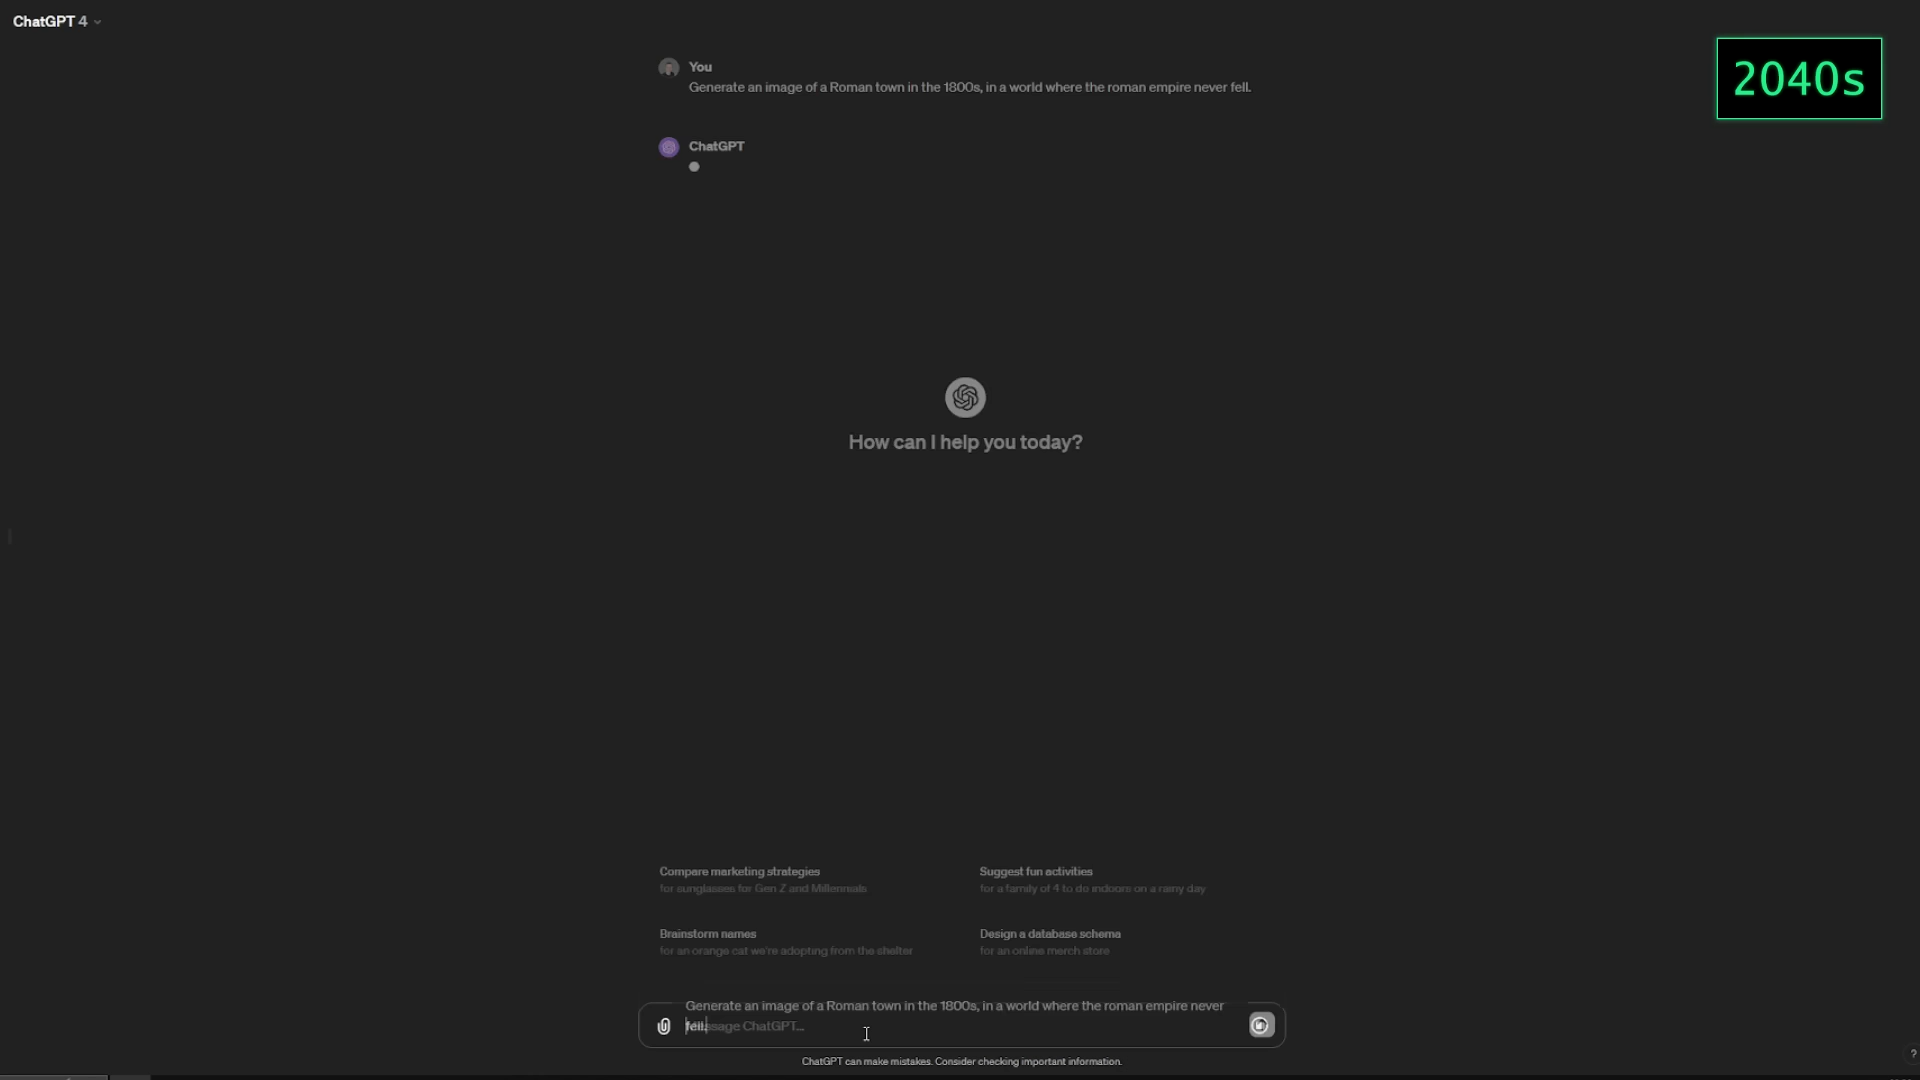 ChatGPT 4
2040s
You
Generate an image of a Roman town in the 1800s, in a world where the roman empire never fell.
ChatGPT
How can I help you today?
Compare marketing strategies
for sunglasses for Gen Z and Millennials
Suggest fun activities
for a family of 4 to do indoors on a rainy day
Brainstorm names
for an orange cat we're adopting from the shelter
Design a database schema
for an online merch store
Generate an image of a Roman town in the 1800s, in a world where the roman empire never
fell.
ChatGPT...
ChatGPT can make mistakes. Consider checking important information.
?